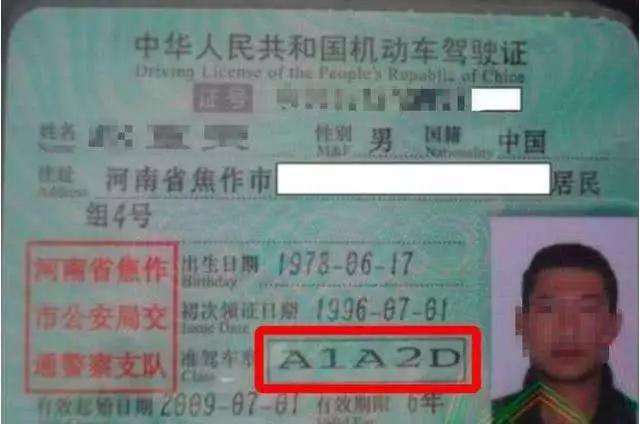 中华人民共和国机动车驾驶证
Driving License of the People's Republic of China
证号
姓名 性别 男 国籍 中国
Name M&F Nationality
住址 河南省焦作市 居民
Address
组4号
河南省焦作
市公安局交
通警察支队
出生日期 1978-06-17
Birthday
初次领证日期 1996-07-01
Issue Date
准驾车型 A1A2D
Class
有效起始日期 2009-07-01 有效期限 6年